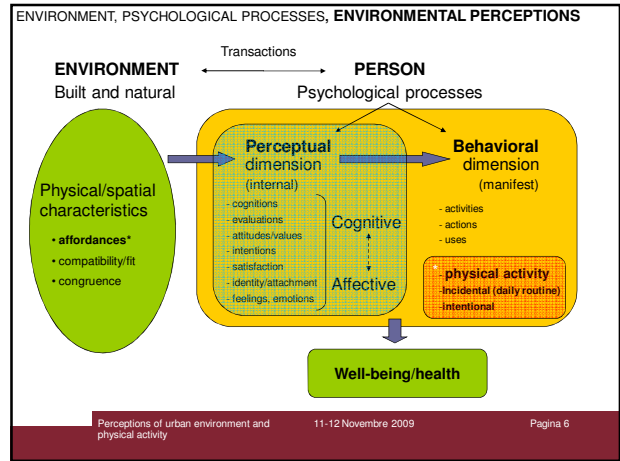 ENVIRONMENT, PSYCHOLOGICAL PROCESSES, ENVIRONMENTAL PERCEPTIONS
Transactions
ENVIRONMENT
Built and natural
PERSON
Psychological processes
Physical/spatial
characteristics
• affordances*
• compatibility/fit
• congruence
Perceptual
dimension
(internal)
- cognitions
- evaluations
- attitudes/values
- intentions
- satisfaction
- identity/attachment
- feelings, emotions
Cognitive
Affective
Behavioral
dimension
(manifest)
- activities
- actions
- uses
* physical activity
-Incidental (daily routine)
-Intentional
Well-being/health
Perceptions of urban environment and
physical activity
11-12 Novembre 2009
Pagina 6